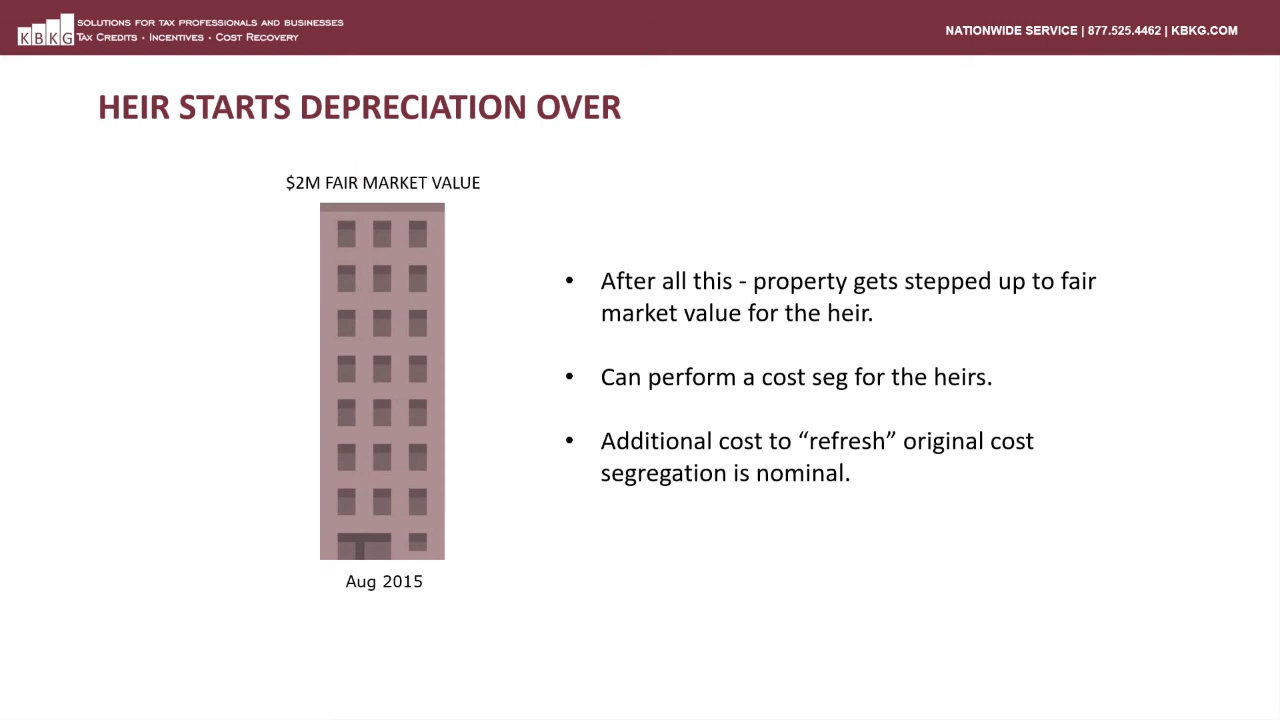 KBKG
SOLUTIONS FOR TAX PROFESSIONALS AND BUSINESSES
TAX CREDITS · INCENTIVES · COST RECOVERY
NATIONWIDE SERVICE | 877.525.4462 | KBKG.COM
HEIR STARTS DEPRECIATION OVER
$2M FAIR MARKET VALUE
• After all this - property gets stepped up to fair
market value for the heir.
• Can perform a cost seg for the heirs.
• Additional cost to “refresh” original cost
segregation is nominal.
Aug 2015